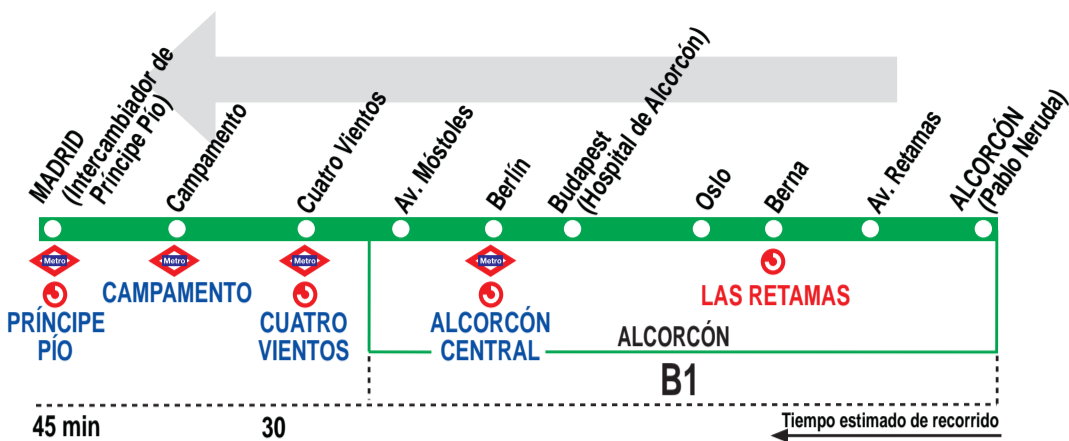 MADRID
(Intercambiador de
Príncipe Pío)
Campamento
Cuatro Vientos
Av. Móstoles
Berlín
Budapest
(Hospital de Alcorcón)
Oslo
Berna
Av. Retamas
ALCORCÓN
(Pablo Neruda)
Metro
Metro
Metro
Metro
PRÍNCIPE
PÍO
CAMPAMENTO
CUATRO
VIENTOS
ALCORCÓN
CENTRAL
LAS RETAMAS
ALCORCÓN
B1
45 min
30
Tiempo estimado de recorrido